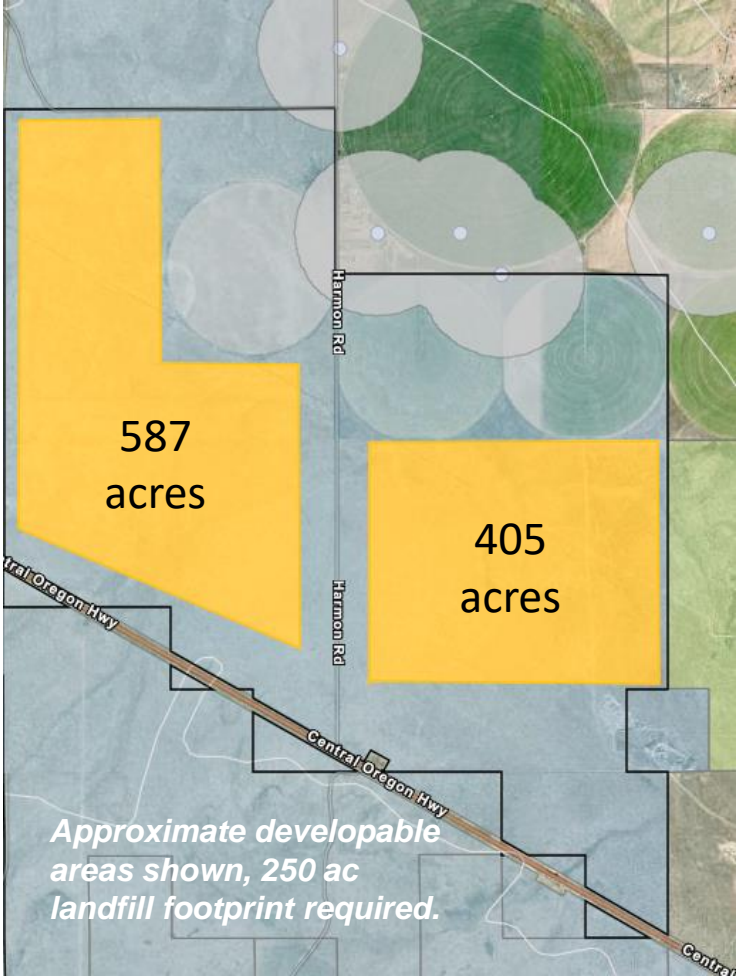 Harmon Rd
587
acres
405
acres
tral Oregon Hwy
Harmon Rd
Central Oregon Hwy
Approximate developable
areas shown, 250 ac
landfill footprint required.
Central